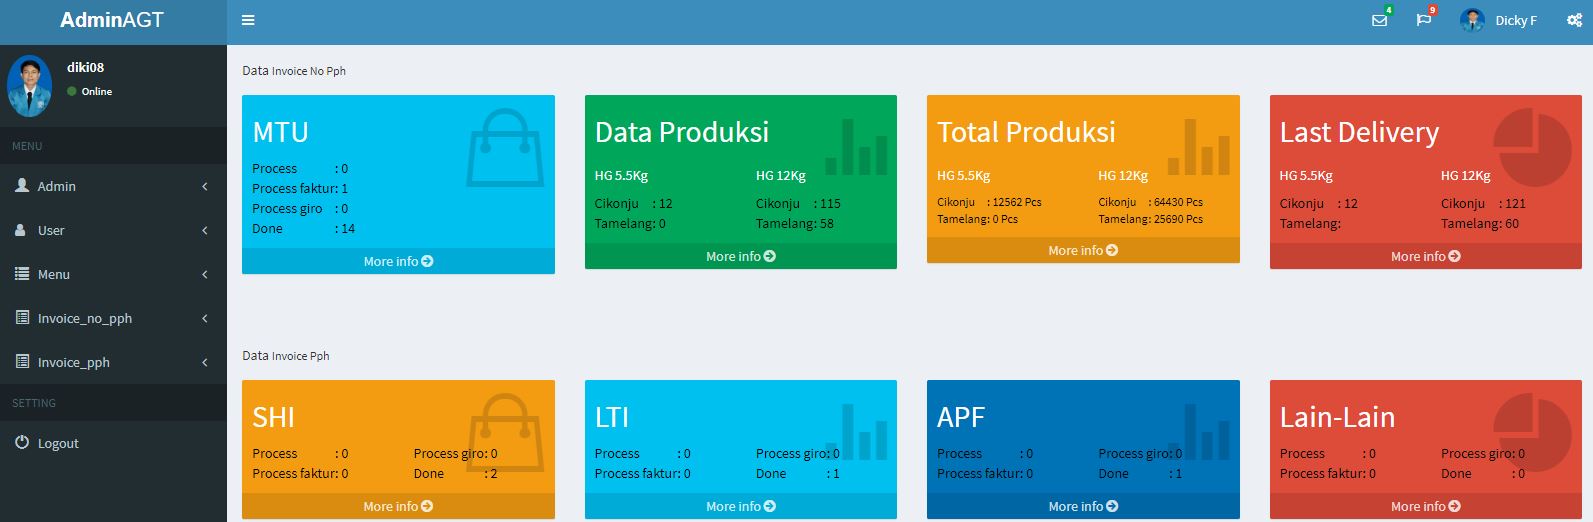 AdminAGT
4
9
Dicky F
diki08
Online
MENU
Admin
User
Menu
Invoice_no_pph
Invoice_pph
SETTING
Logout
Data Invoice No Pph
MTU
Process : 0
Process faktur: 1
Process giro : 0
Done : 14
More info
Data Produksi
HG 5.5Kg HG 12Kg
Cikonju : 12 Cikonju : 115
Tamelang: 0 Tamelang: 58
More info
Total Produksi
HG 5.5Kg HG 12Kg
Cikonju : 12562 Pcs Cikonju : 64430 Pcs
Tamelang: 0 Pcs Tamelang: 25690 Pcs
More info
Last Delivery
HG 5.5Kg HG 12Kg
Cikonju : 12 Cikonju : 121
Tamelang: Tamelang: 60
More info
Data Invoice Pph
SHI
Process : 0 Process giro: 0
Process faktur: 0 Done : 2
More info
LTI
Process : 0 Process giro: 0
Process faktur: 0 Done : 1
More info
APF
Process : 0 Process giro: 0
Process faktur: 0 Done : 1
More info
Lain-Lain
Process : 0 Process giro: 0
Process faktur: 0 Done : 0
More info